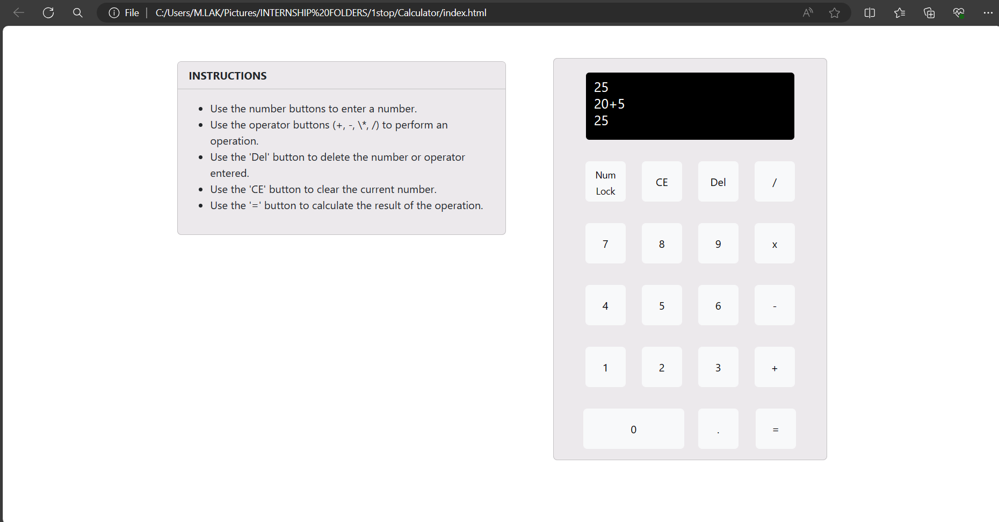 File C:/Users/M.LAK/Pictures/INTERNSHIP%20FOLDERS/1stop/Calculator/index.html
INSTRUCTIONS
• Use the number buttons to enter a number.
• Use the operator buttons (+, -, \*, /) to perform an
operation.
• Use the 'Del' button to delete the number or operator
entered.
• Use the 'CE' button to clear the current number.
• Use the '=' button to calculate the result of the operation.
25
20+5
25
Num
Lock
CE Del /
7 8 9 x
4 5 6 -
1 2 3 +
0 . =